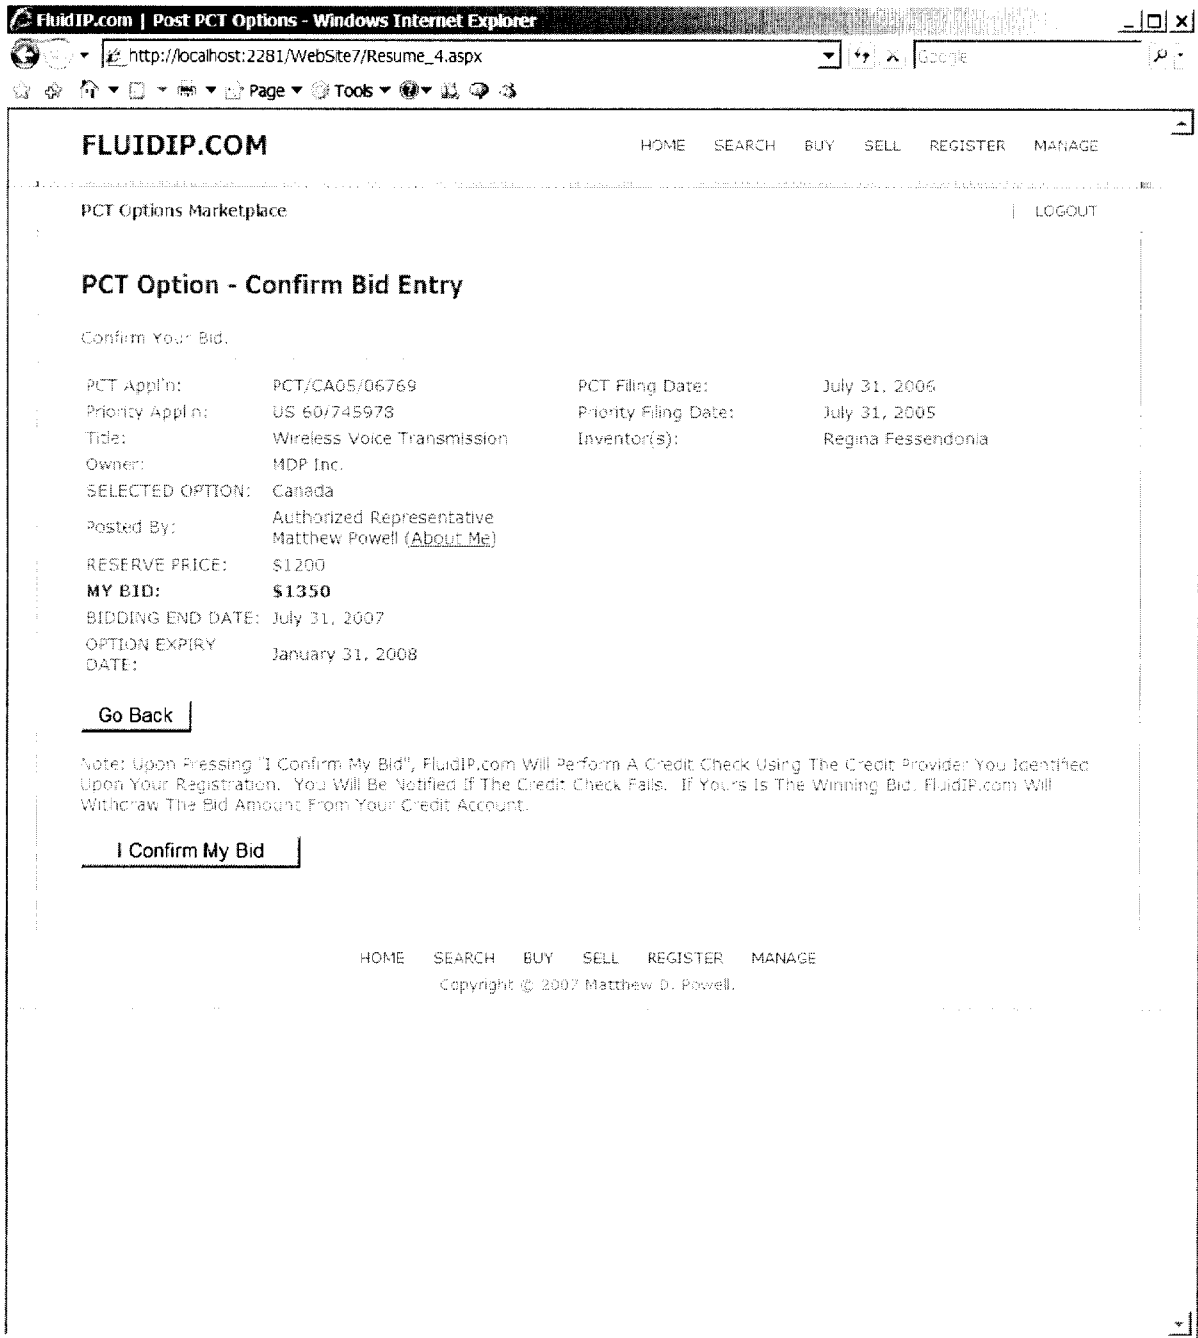 FluidIP.com | Post PCT Options - Windows Internet Explorer
http://localhost:2281/WebSite7/Resume_4.aspx
Google
Page Tools
FLUIDIP.COM HOME SEARCH BUY SELL REGISTER MANAGE
PCT Options Marketplace | LOGOUT
PCT Option - Confirm Bid Entry
Confirm Your Bid.
PCT Appl'n: PCT/CA05/06769 PCT Filing Date: July 31, 2006
Priority Appl'n: US 60/745978 Priority Filing Date: July 31, 2005
Title: Wireless Voice Transmission Inventor(s): Regina Fessendonia
Owner: MDP Inc.
SELECTED OPTION: Canada
Posted By: Authorized Representative
Matthew Powell (About Me)
RESERVE PRICE: $1200
MY BID: $1350
BIDDING END DATE: July 31, 2007
OPTION EXPIRY
DATE: January 31, 2008
Go Back
Note: Upon Pressing "I Confirm My Bid", FluidIP.com Will Perform A Credit Check Using The Credit Provider You Identified
Upon Your Registration. You Will Be Notified If The Credit Check Fails. If Yours Is The Winning Bid, FluidIP.com Will
Withdraw The Bid Amount From Your Credit Account.
I Confirm My Bid
HOME SEARCH BUY SELL REGISTER MANAGE
Copyright © 2007 Matthew D. Powell.